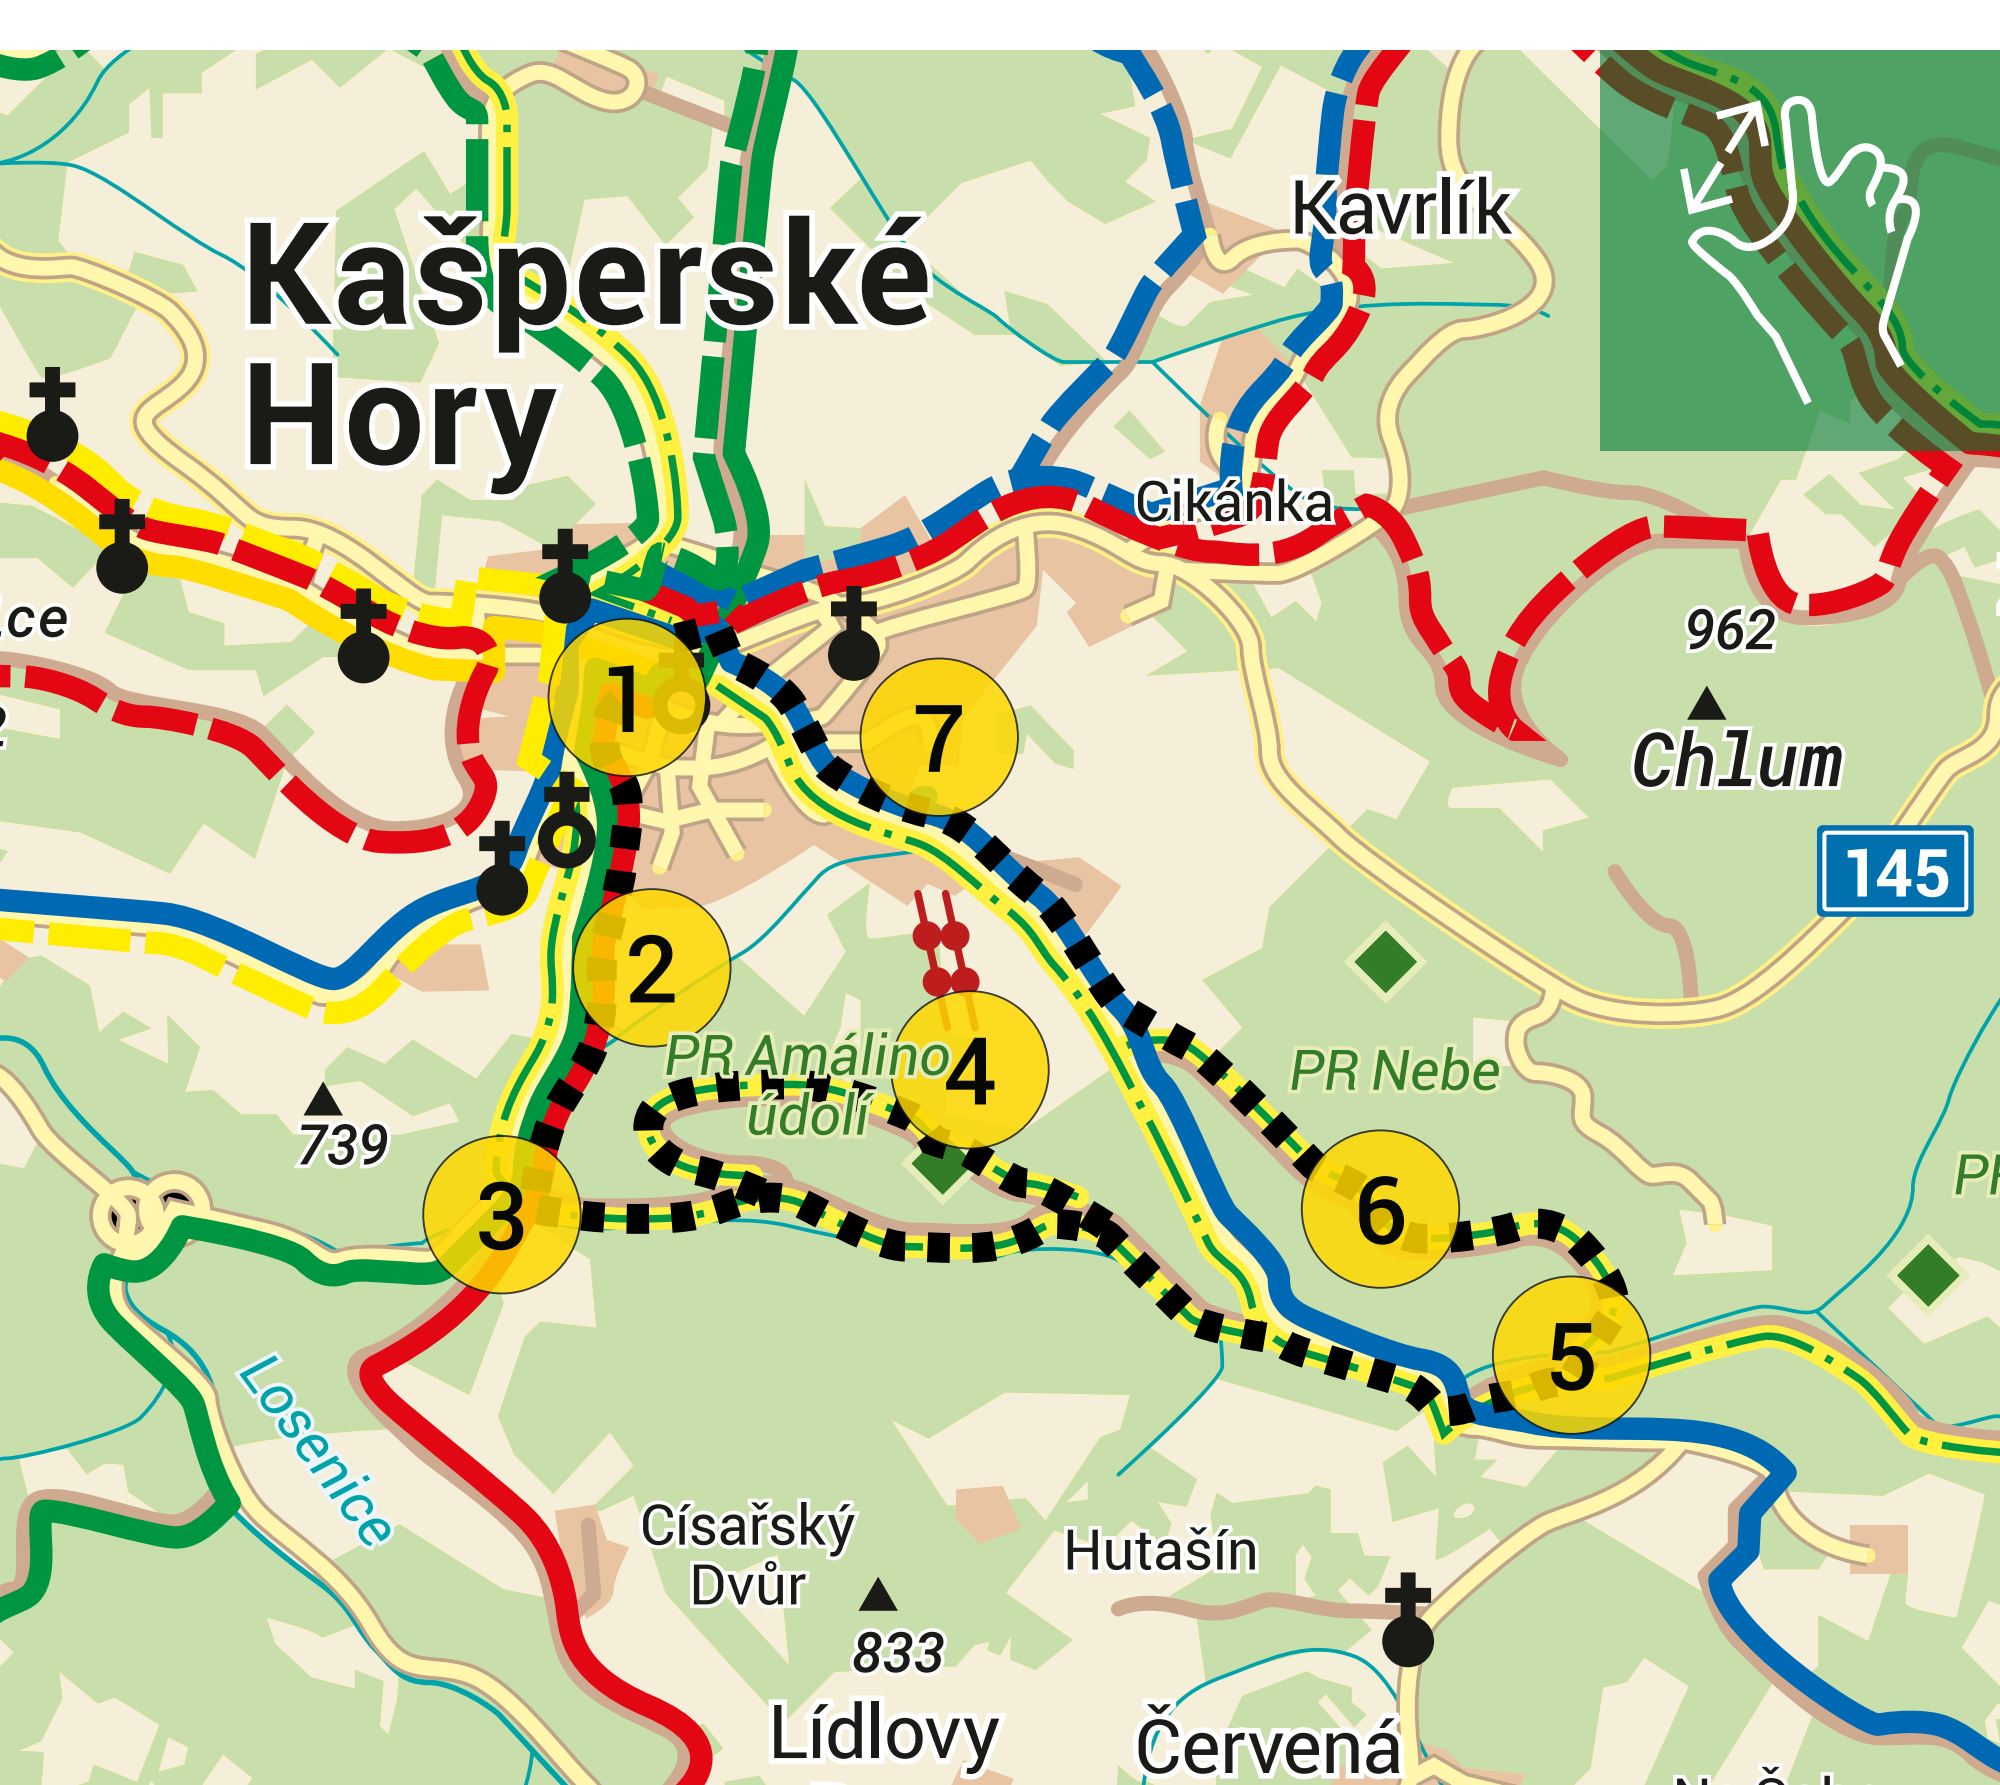 Kašperské
Hory
Kavrlík
Cikánka
ce
962
Chlum
1
7
145
2
PR Amálino
údolí
4
PR Nebe
739
3
6
5
Losenice
Císařský
Dvůr
833
Hutašín
Lídlovy
Červená